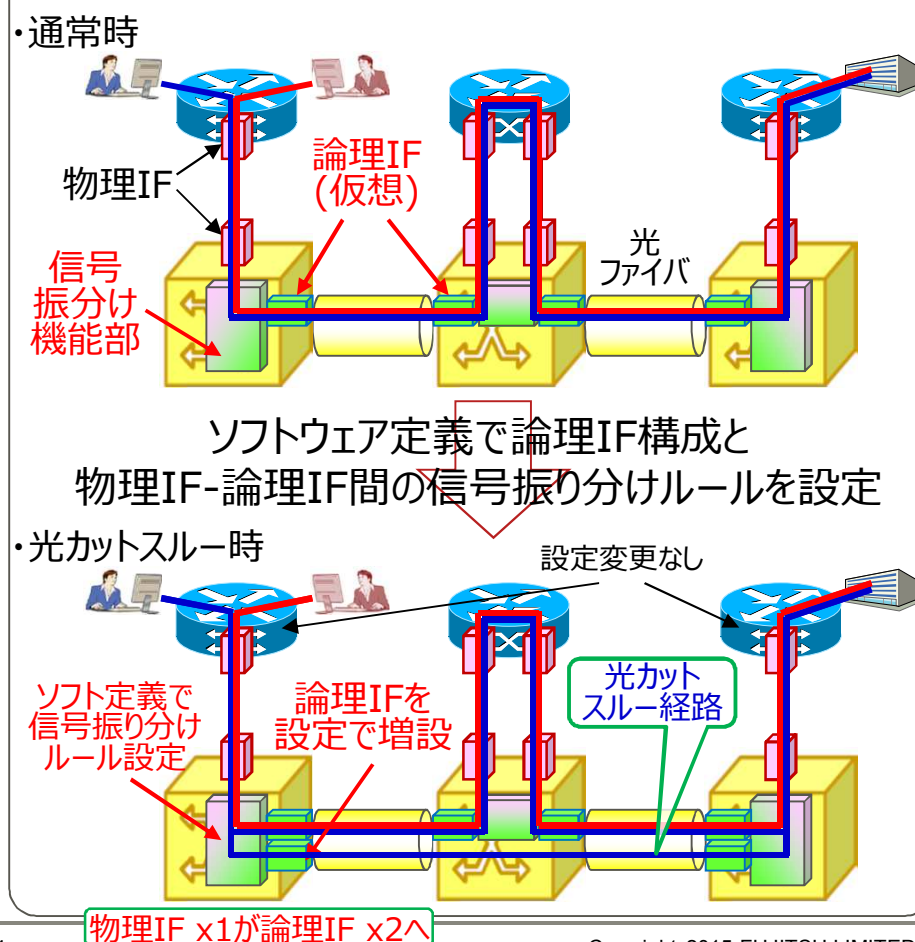 ・通常時
物理IF
論理IF
(仮想)
信号
振分け
機能部
光
ファイバ
ソフトウェア定義で論理IF構成と
物理IF-論理IF間の信号振り分けルールを設定
・光カットスルー時
設定変更なし
ソフト定義で
信号振り分け
ルール設定
論理IFを
設定で増設
光カット
スルー経路
物理IF x1が論理IF x2へ
Copyright 2015 FUJITSU LIMITED